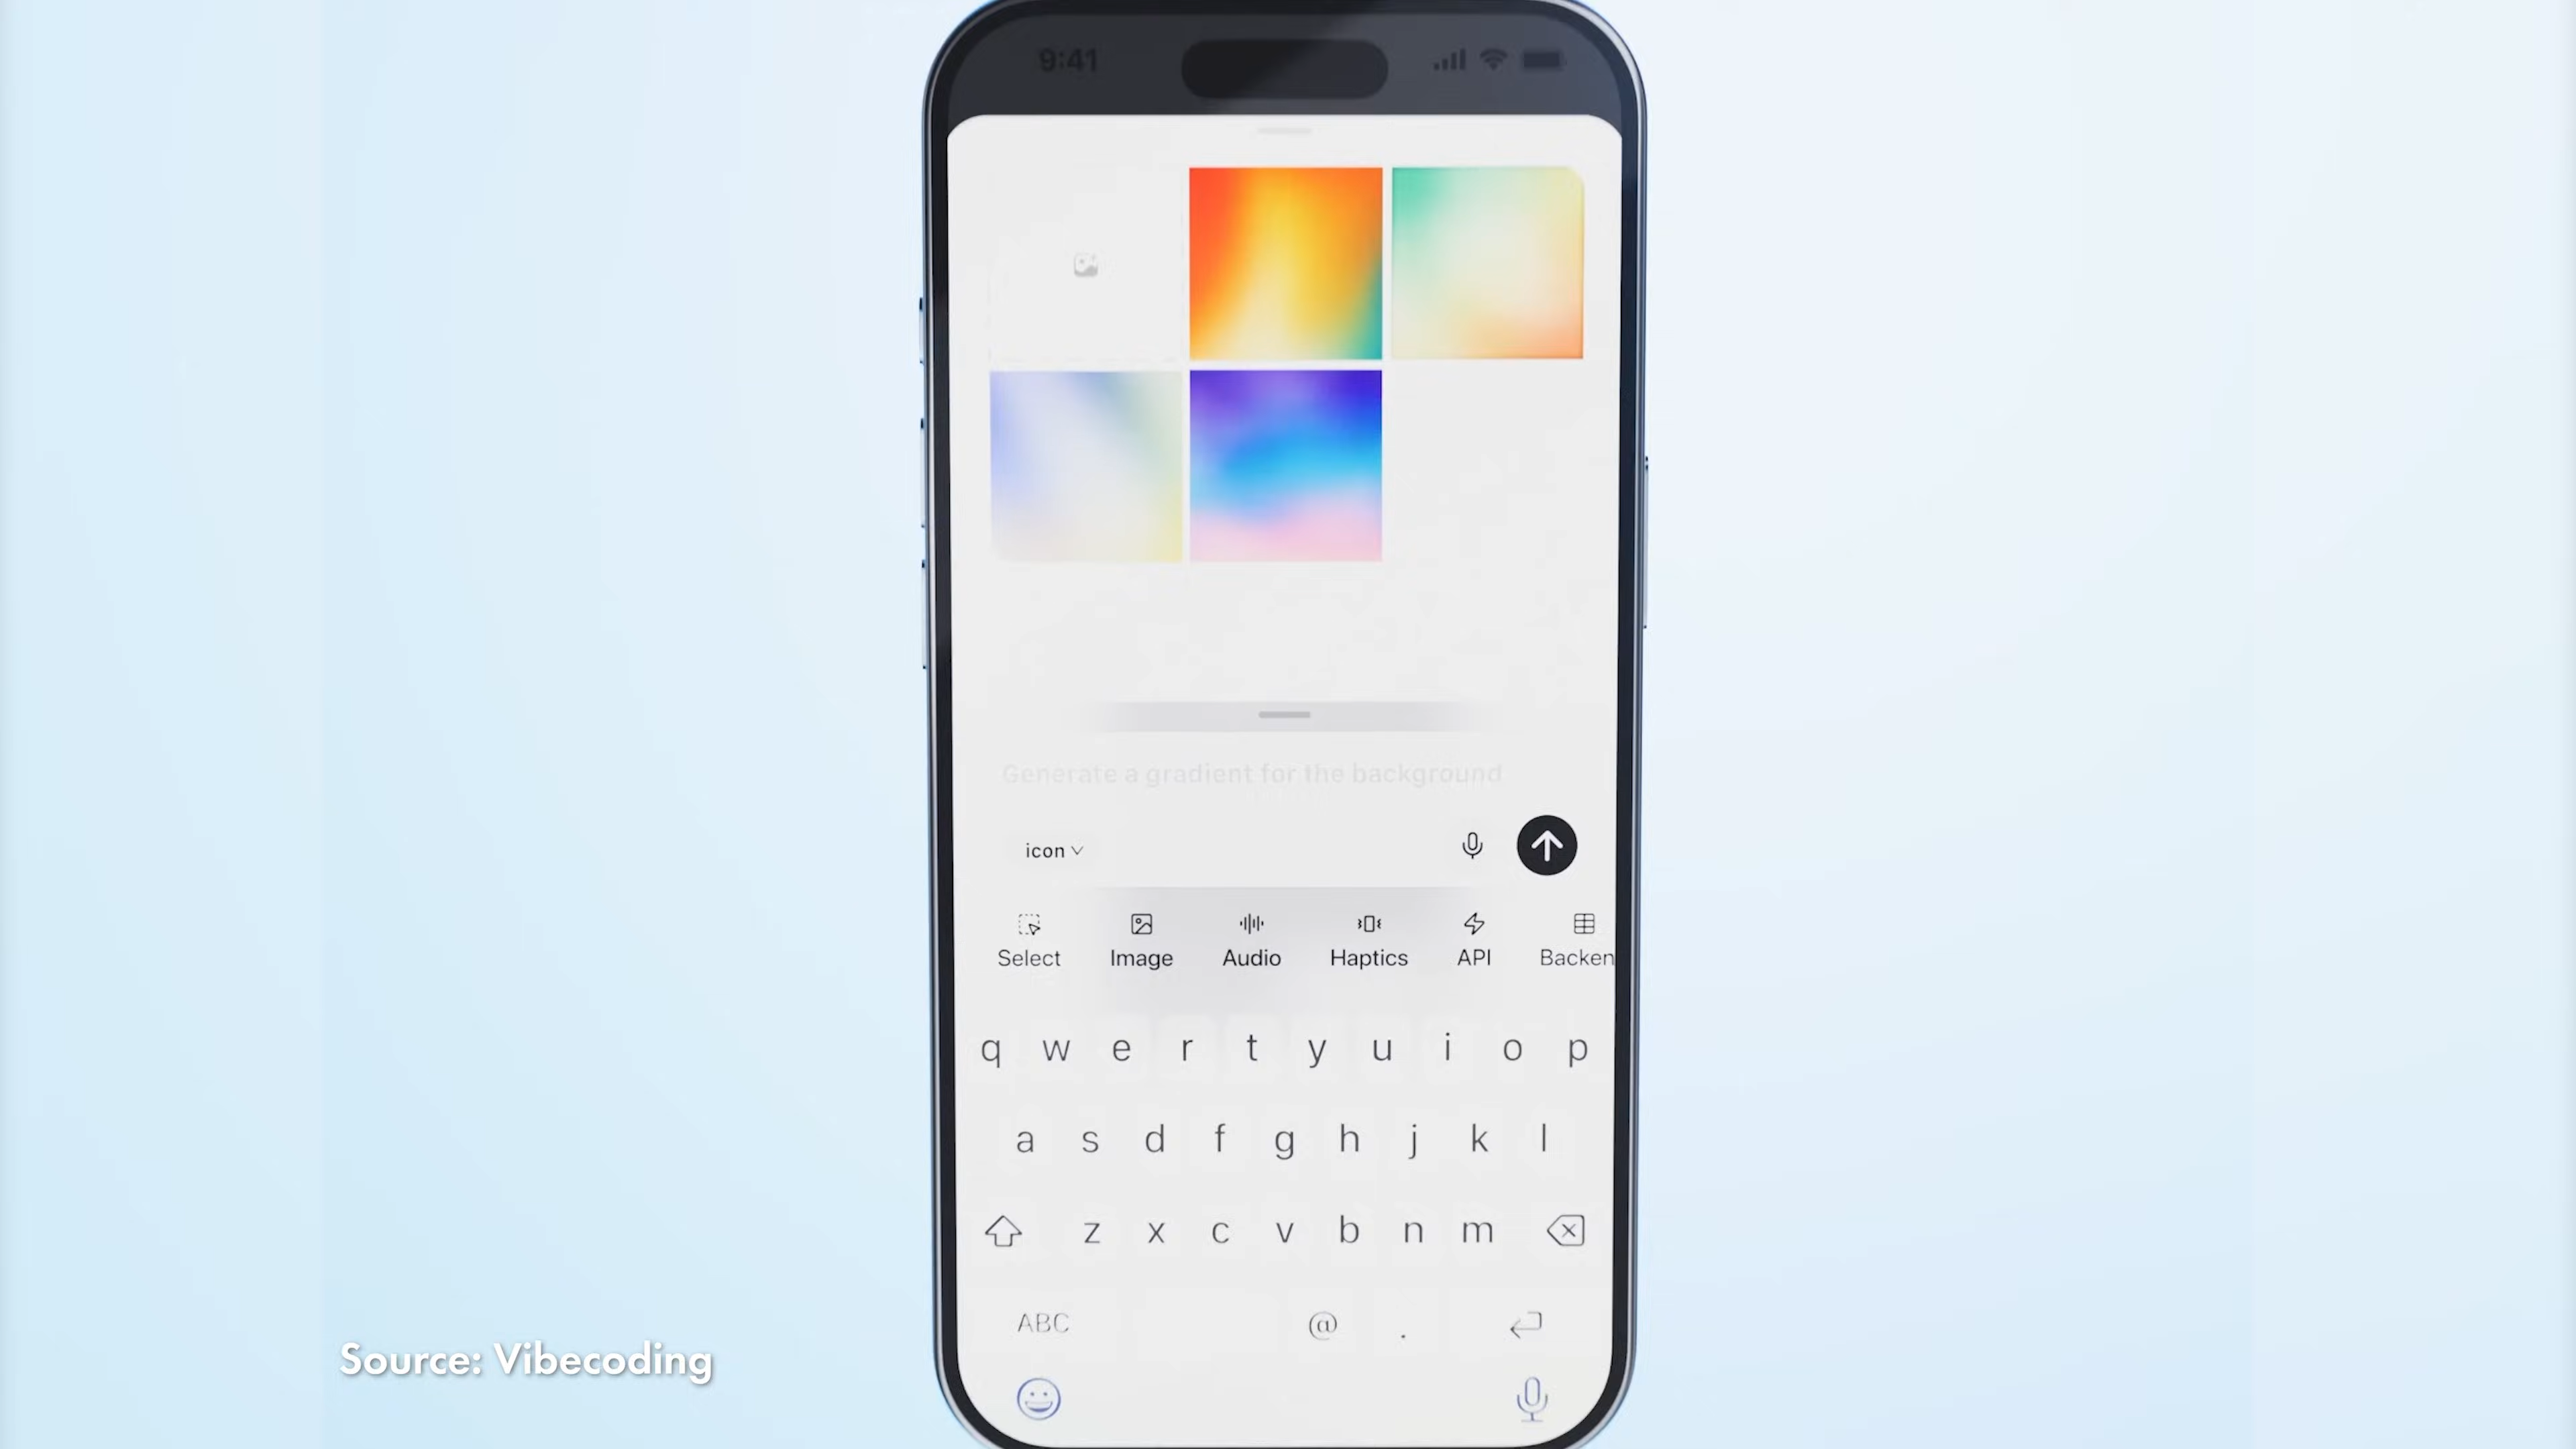 9:41
Generate a gradient for the background
icon
Select Image Audio Haptics API Backen
q w e r t y u i o p
a s d f g h j k l
z x c v b n m
ABC @ .
Source: Vibecoding